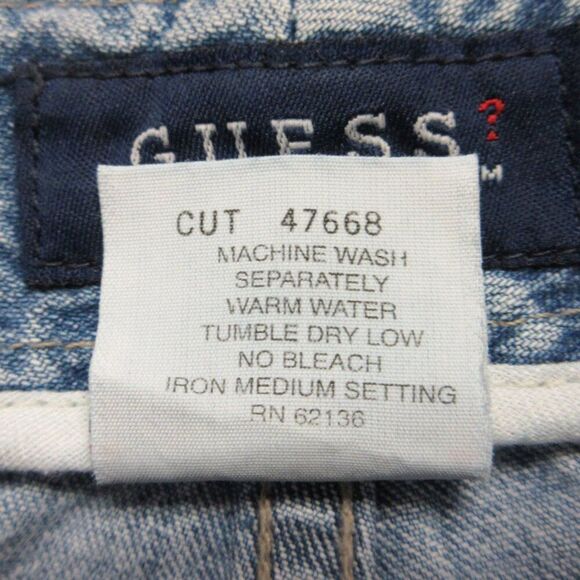 GUESS?
M
CUT 47668
MACHINE WASH
SEPARATELY
WARM WATER
TUMBLE DRY LOW
NO BLEACH
IRON MEDIUM SETTING
RN 62136